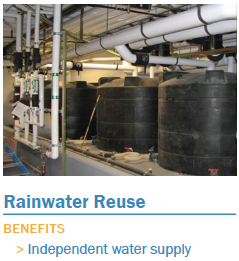 Rainwater Reuse
BENEFITS
> Independent water supply